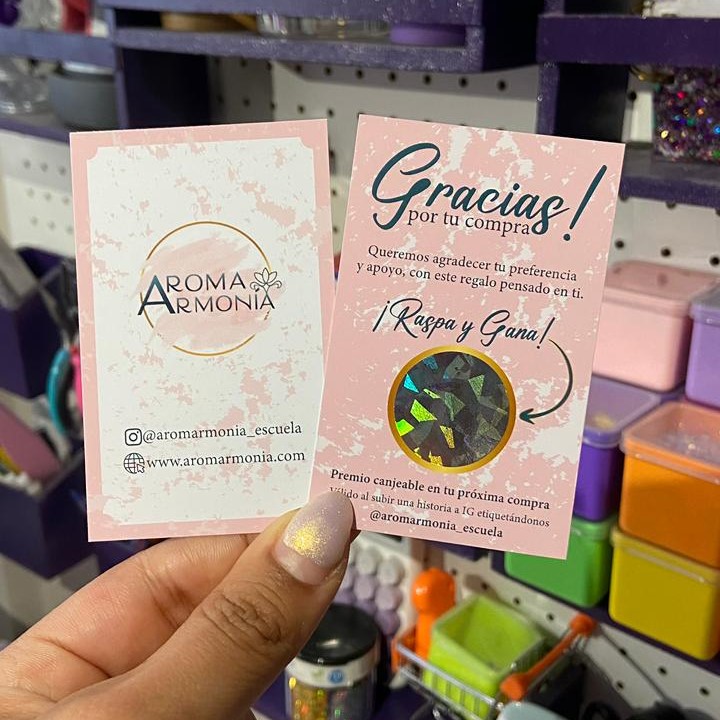 AROMA
ARMONÍA
@aromarmonia_escuela
www.aromarmonia.com
Gracias!
por tu compra
Queremos agradecer tu preferencia
y apoyo, con este regalo pensado en ti.
¡Raspa y Gana!
Premio canjeable en tu próxima compra
Válido al subir una historia a IG etiquetándonos
@aromarmonia_escuela